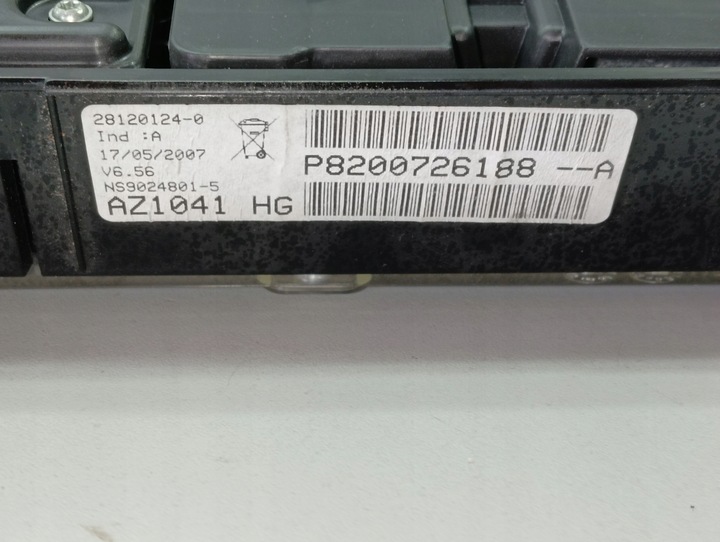 28120124-0
Ind :A
17/05/2007
V6.56
NS9024801-5
AZ1041 HG
P8200726188 --A